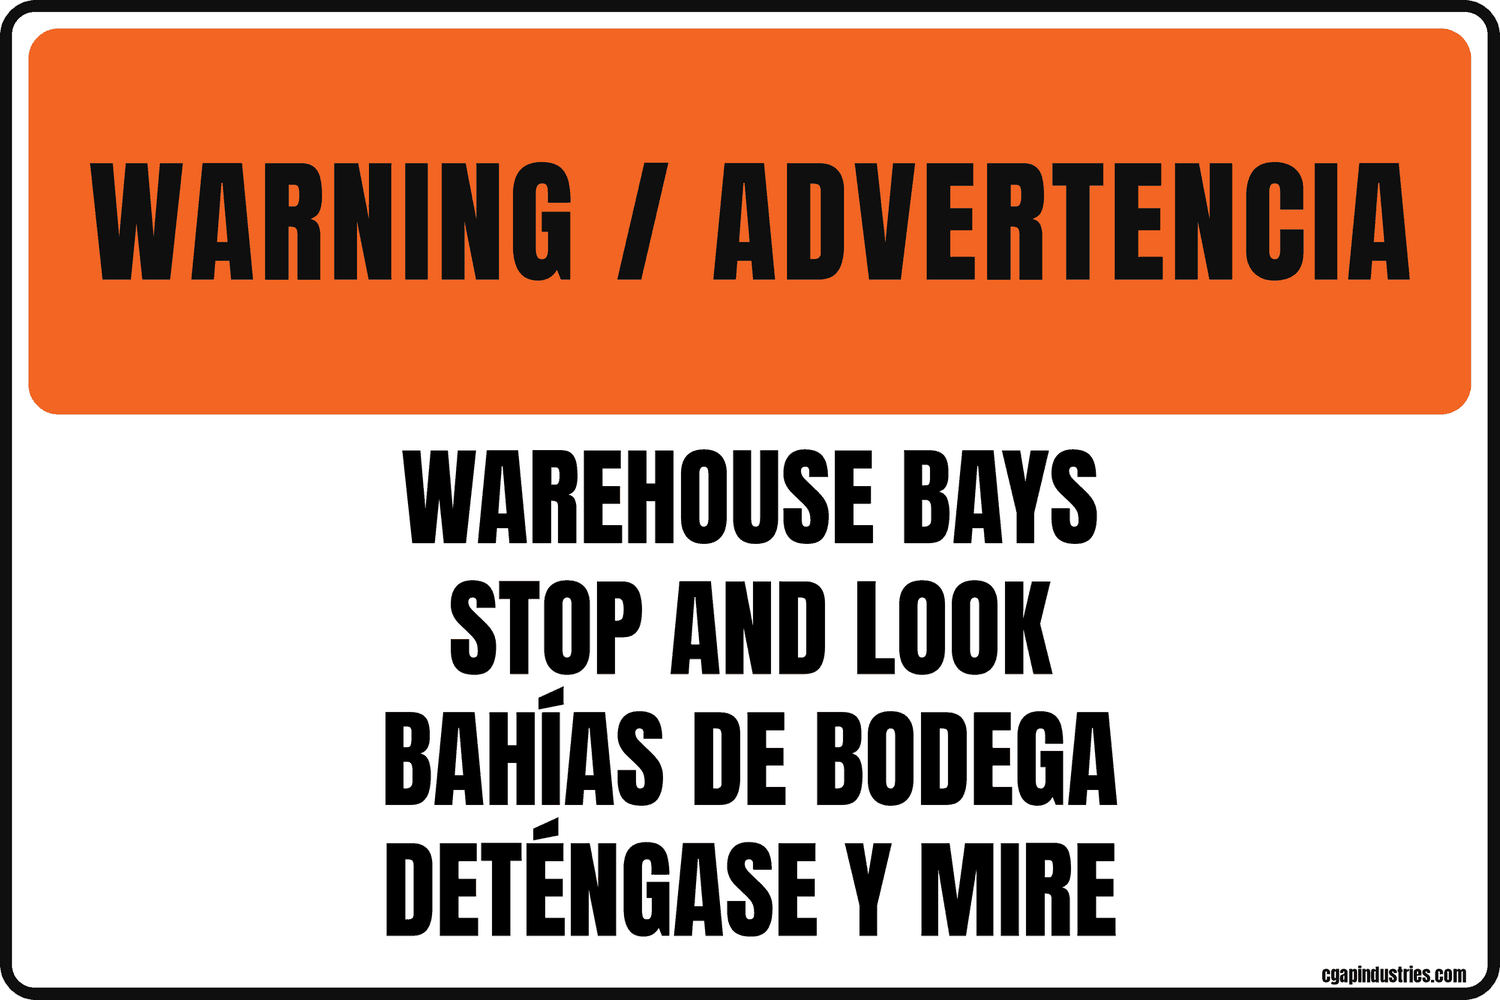 WARNING / ADVERTENCIA
WAREHOUSE BAYS
STOP AND LOOK
BAHÍAS DE BODEGA
DETÉNGASE Y MIRE
cgapindustries.com